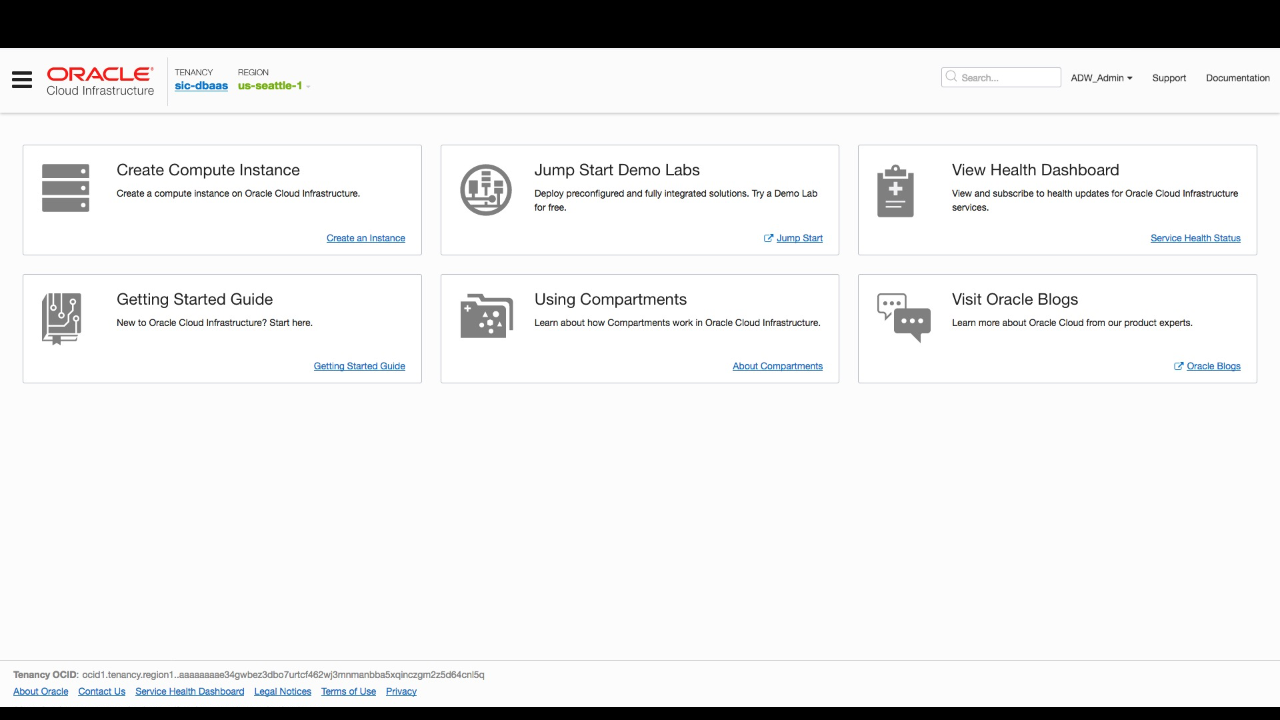 ORACLE
Cloud Infrastructure
TENANCY
sic-dbaas
REGION
us-seattle-1
Search...
ADW_Admin
Support
Documentation
Create Compute Instance
Create a compute instance on Oracle Cloud Infrastructure.
Create an Instance
Jump Start Demo Labs
Deploy preconfigured and fully integrated solutions. Try a Demo Lab
for free.
Jump Start
View Health Dashboard
View and subscribe to health updates for Oracle Cloud Infrastructure
services.
Service Health Status
Getting Started Guide
New to Oracle Cloud Infrastructure? Start here.
Getting Started Guide
Using Compartments
Learn about how Compartments work in Oracle Cloud Infrastructure.
About Compartments
Visit Oracle Blogs
Learn more about Oracle Cloud from our product experts.
Oracle Blogs
Tenancy OCID:
About Oracle Contact Us Service Health Dashboard Legal Notices Terms of Use Privacy